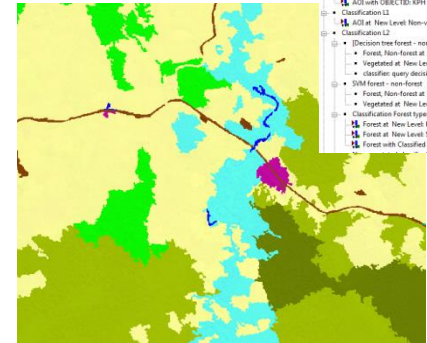 AOI with OBJECTID: KPH
Classification L1
AOI at New Level: Non-v
Classification L2
[Decision tree forest - non
Forest, Non-forest at
Vegetated at New Le
classifier: query decisi
SVM forest - non-forest
Forest, Non-forest at
Vegetated at New Le
Classification Forest type
Forest at New Level:
Forest at New Level:
Forest with Classified